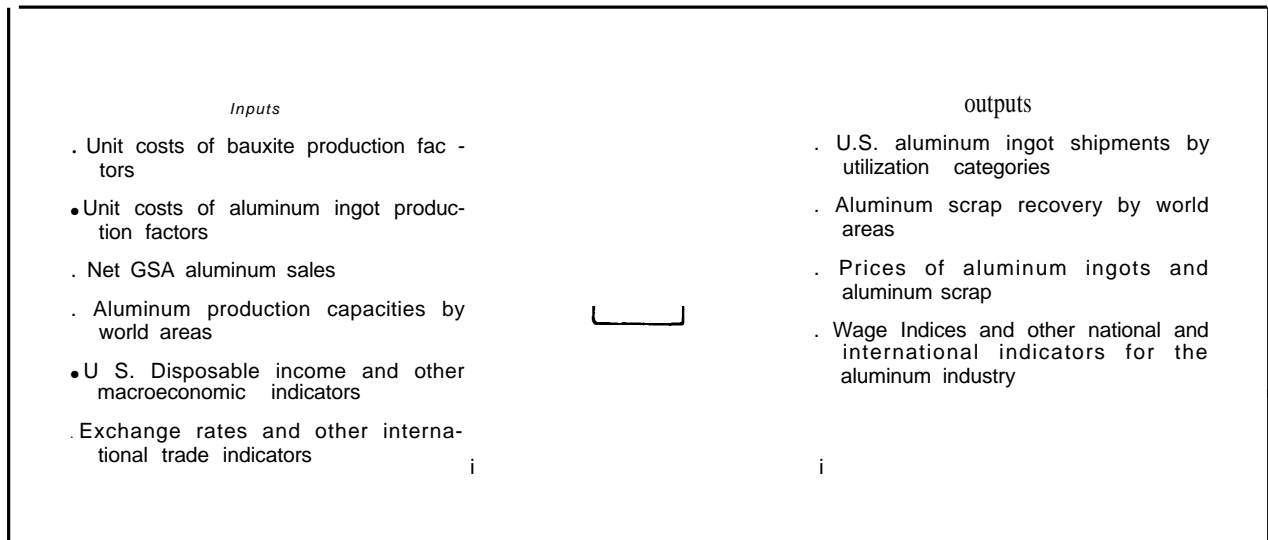 Inputs
. Unit costs of bauxite production fac -
tors
• Unit costs of aluminum ingot produc-
tion factors
. Net GSA aluminum sales
. Aluminum production capacities by
world areas
• U S. Disposable income and other
macroeconomic indicators
. Exchange rates and other interna-
tional trade indicators
i
outputs
. U.S. aluminum ingot shipments by
utilization categories
. Aluminum scrap recovery by world
areas
. Prices of aluminum ingots and
aluminum scrap
. Wage Indices and other national and
international indicators for the
aluminum industry
i